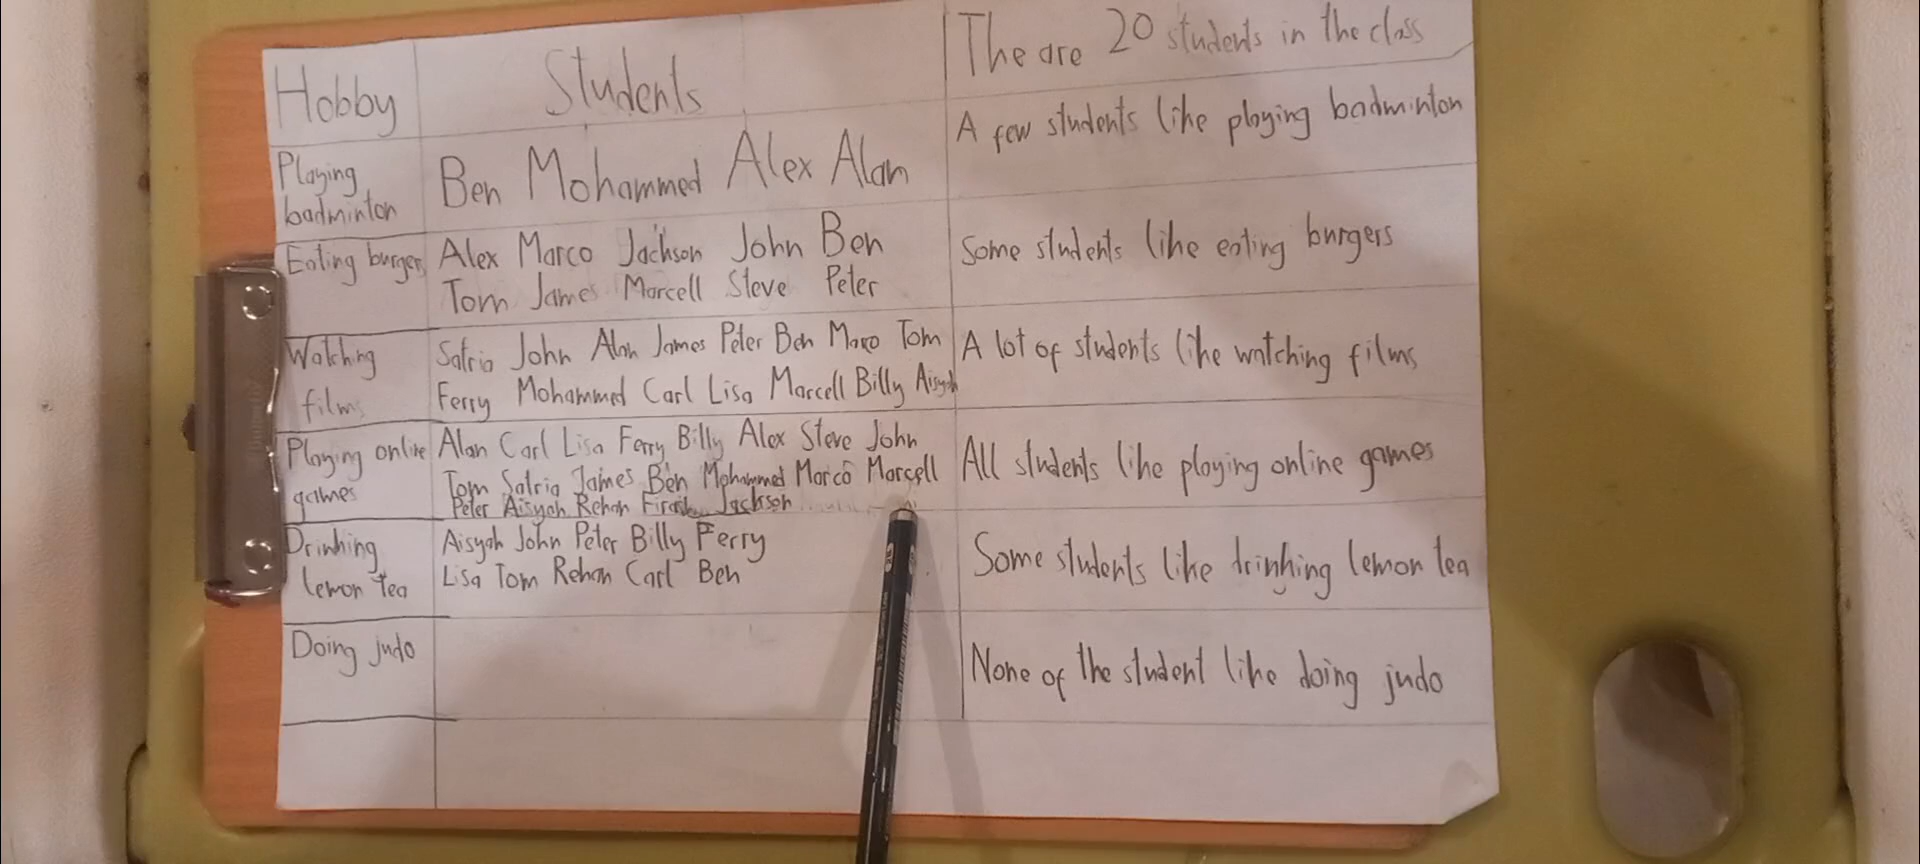 Hobby
Students
The are 20 students in the class
Playing
badminton
Ben Mohammed Alex Alan
A few students like playing badminton
Eating burgers
Alex Marco Jackson John Ben
Tom James Marcell Steve Peter
Some students like eating burgers
Watching
films
Satria John Alan James Peter Ben Marco Tom
Ferry Mohammed Carl Lisa Marcell Billy Aisyah
A lot of students like watching films
Playing online
games
Alan Carl Lisa Ferry Billy Alex Steve John
Tom Satria James Ben Mohammed Marco Marcell
Peter Aisyah Rehan Jackson
All students like playing online games
Drinking
lemon tea
Aisyah John Peter Billy Ferry
Lisa Tom Rehan Carl Ben
Some students like drinking lemon tea
Doing judo
None of the student like doing judo